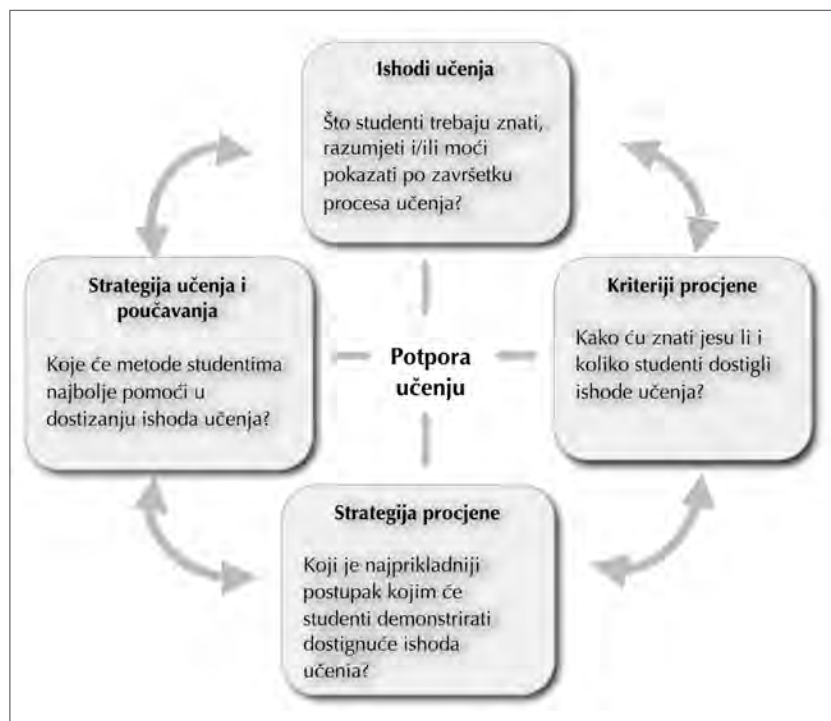 Ishodi učenja
Što studenti trebaju znati,
razumjeti i/ili moći
pokazati po završetku
procesa učenja?
Strategija učenja i
poučavanja
Koje će metode studentima
najbolje pomoći u
dostizanju ishoda učenja?
Potpora
učenju
Kriteriji procjene
Kako ću znati jesu li i
koliko studenti dostigli
ishode učenja?
Strategija procjene
Koji je najprikladniji
postupak kojim će
studenti demonstrirati
dostignuće ishoda
učenia?